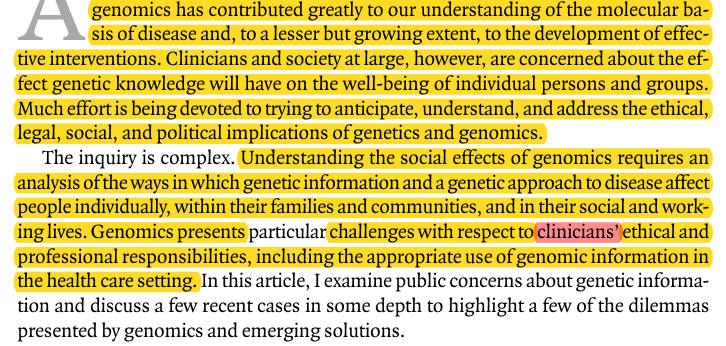 A genomics has contributed greatly to our understanding of the molecular ba-
sis of disease and, to a lesser but growing extent, to the development of effec-
tive interventions. Clinicians and society at large, however, are concerned about the ef-
fect genetic knowledge will have on the well-being of individual persons and groups.
Much effort is being devoted to trying to anticipate, understand, and address the ethical,
legal, social, and political implications of genetics and genomics.
The inquiry is complex. Understanding the social effects of genomics requires an
analysis of the ways in which genetic information and a genetic approach to disease affect
people individually, within their families and communities, and in their social and work-
ing lives. Genomics presents particular challenges with respect to clinicians’ ethical and
professional responsibilities, including the appropriate use of genomic information in
the health care setting. In this article, I examine public concerns about genetic informa-
tion and discuss a few recent cases in some depth to highlight a few of the dilemmas
presented by genomics and emerging solutions.